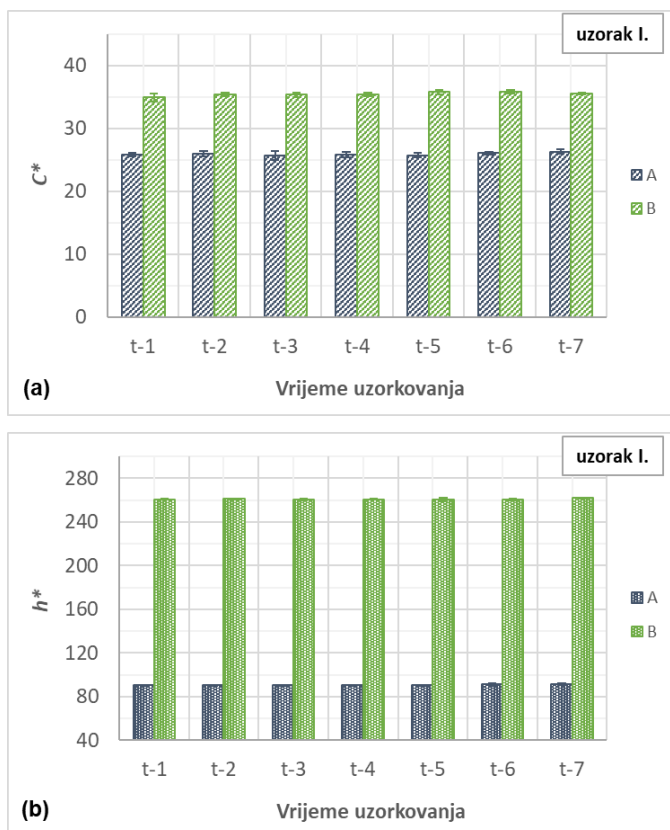 uzorak I.
40
30
20
10
0
C*
A
B
t-1 t-2 t-3 t-4 t-5 t-6 t-7
(a)
Vrijeme uzorkovanja
uzorak I.
280
240
200
160
120
80
40
h*
A
B
t-1 t-2 t-3 t-4 t-5 t-6 t-7
(b)
Vrijeme uzorkovanja